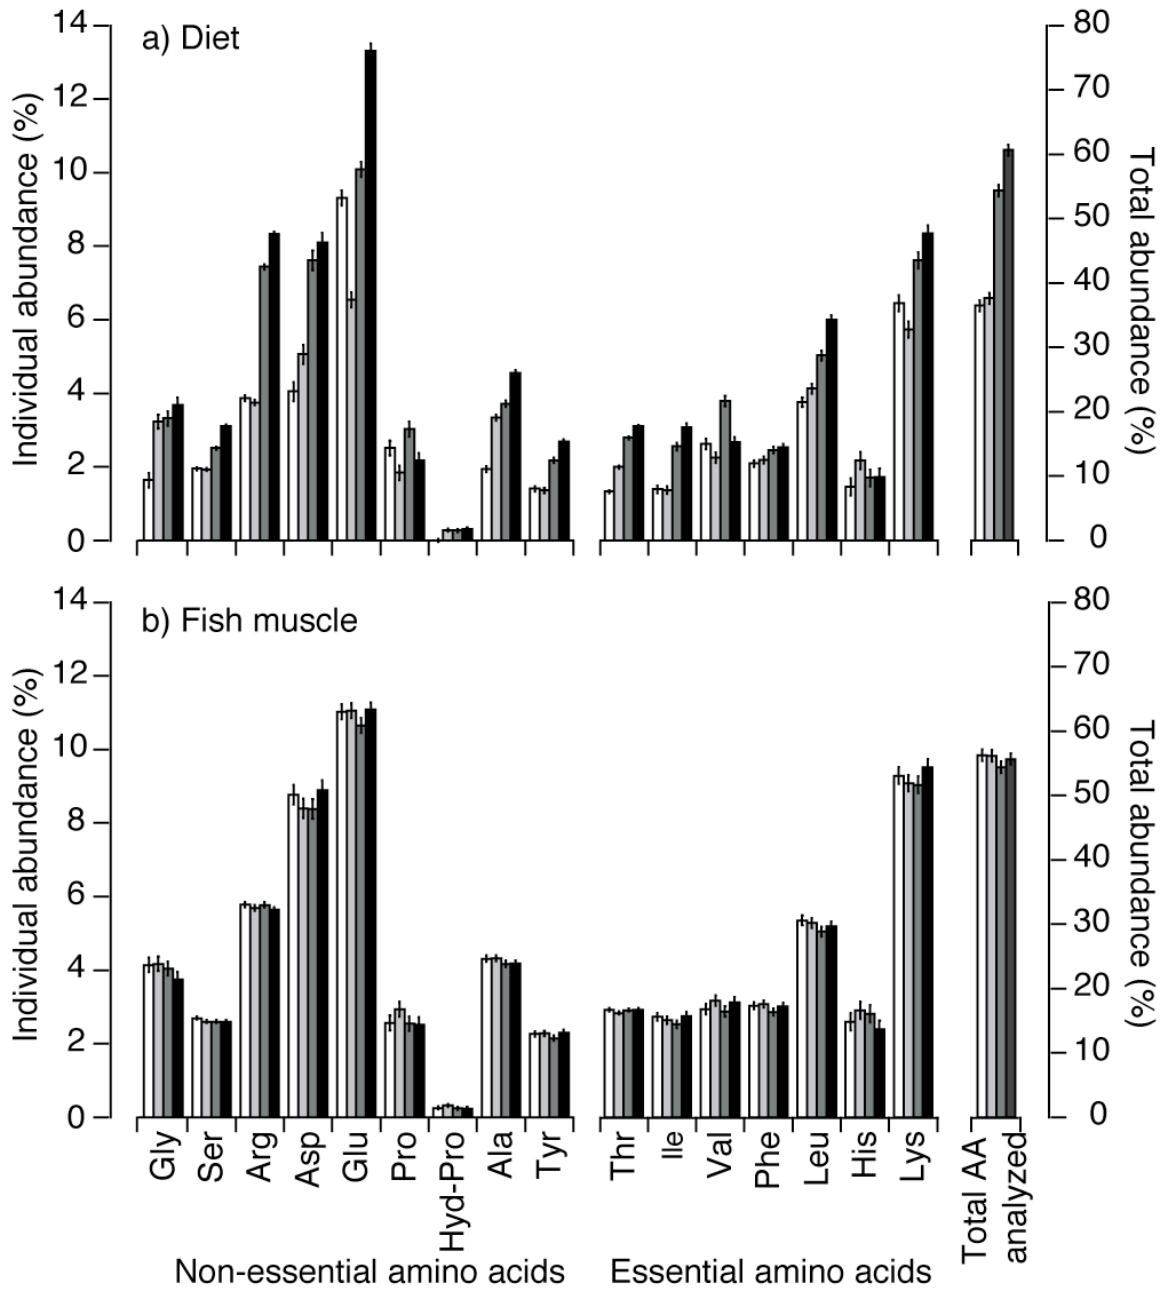 a) Diet
Individual abundance (%)
14
12
10
8
6
4
2
0
80
70
60
50
40
30
20
10
0
Total abundance (%)
b) Fish muscle
Individual abundance (%)
14
12
10
8
6
4
2
0
80
70
60
50
40
30
20
10
0
Total abundance (%)
Gly
Ser
Arg
Asp
Glu
Pro
Hyd-Pro
Ala
Tyr
Thr
Ile
Val
Phe
Leu
His
Lys
Total AA
analyzed
Non-essential amino acids
Essential amino acids